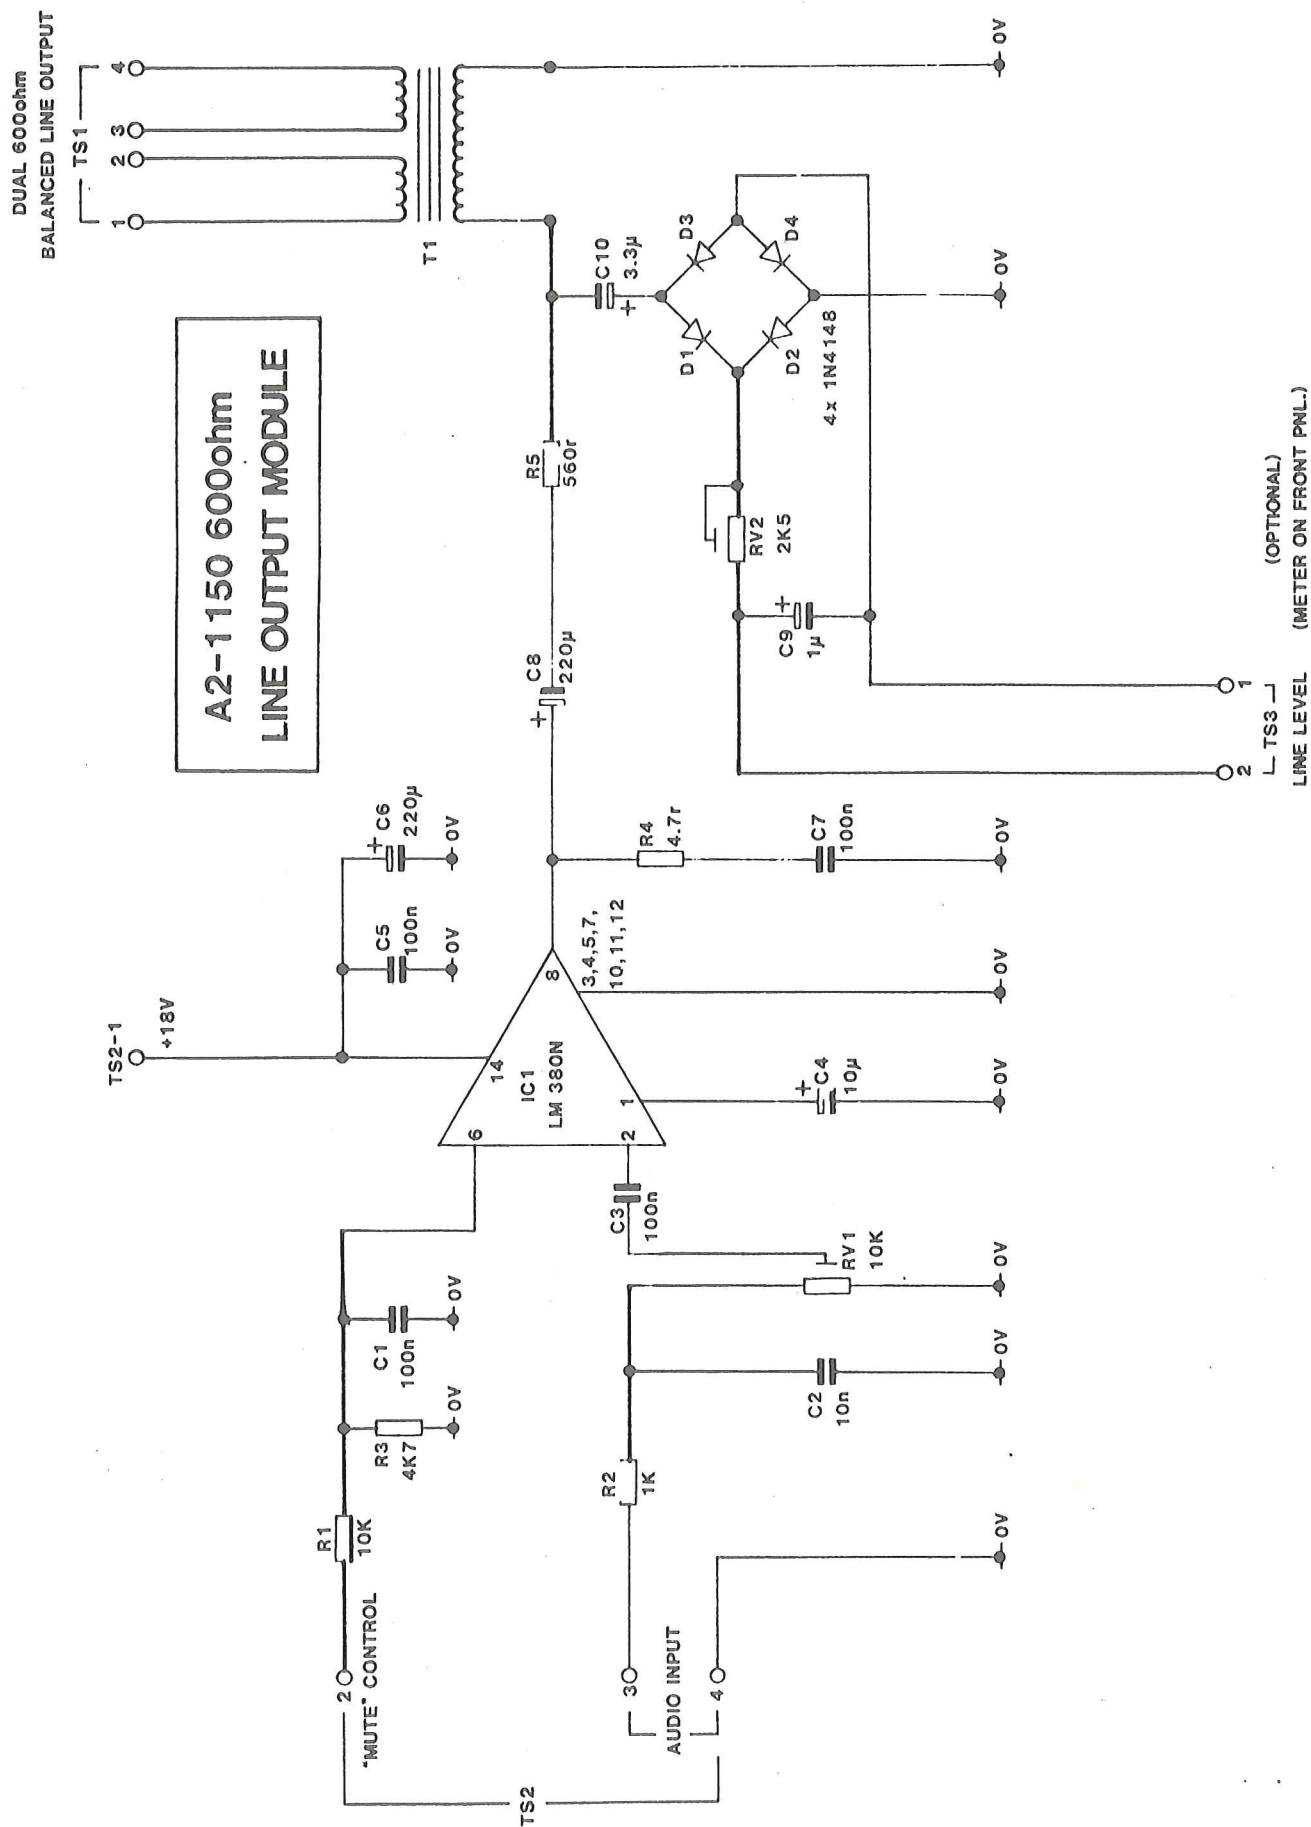 DUAL 600ohm
BALANCED LINE OUTPUT
TS1
1 2 3 4
T1
A2-1150 600ohm
LINE OUTPUT MODULE
TS2-1
+18V
C5
100n
0V
C6
220µ
0V
R1
10K
R3
4K7
0V
C1
100n
0V
2
"MUTE" CONTROL
TS2
6
14
IC1
LM 380N
8
2
1
3,4,5,7,
10,11,12
0V
C8
220µ
+
R5
560r
C10
3.3µ
+
D1
D3
D2
D4
4x 1N4148
0V
0V
RV2
2K5
C9
1µ
+
R4
4.7r
C7
100n
0V
C4
10µ
+
0V
C3
100n
RV1
10K
0V
R2
1K
C2
10n
0V
3
AUDIO INPUT
4
0V
2 1
TS3
LINE LEVEL
(OPTIONAL)
(METER ON FRONT PNL.)